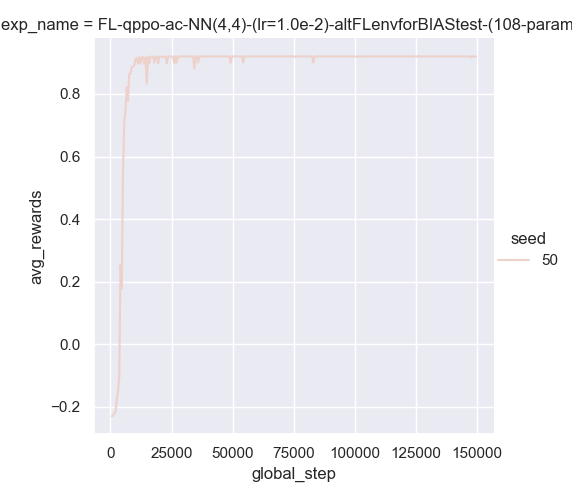 exp_name = FL-qppo-ac-NN(4,4)-(lr=1.0e-2)-altFLenvforBIAStest-(108-param
0.8
0.6
0.4
0.2
0.0
−0.2
avg_rewards
seed
50
0 25000 50000 75000 100000 125000 150000
global_step